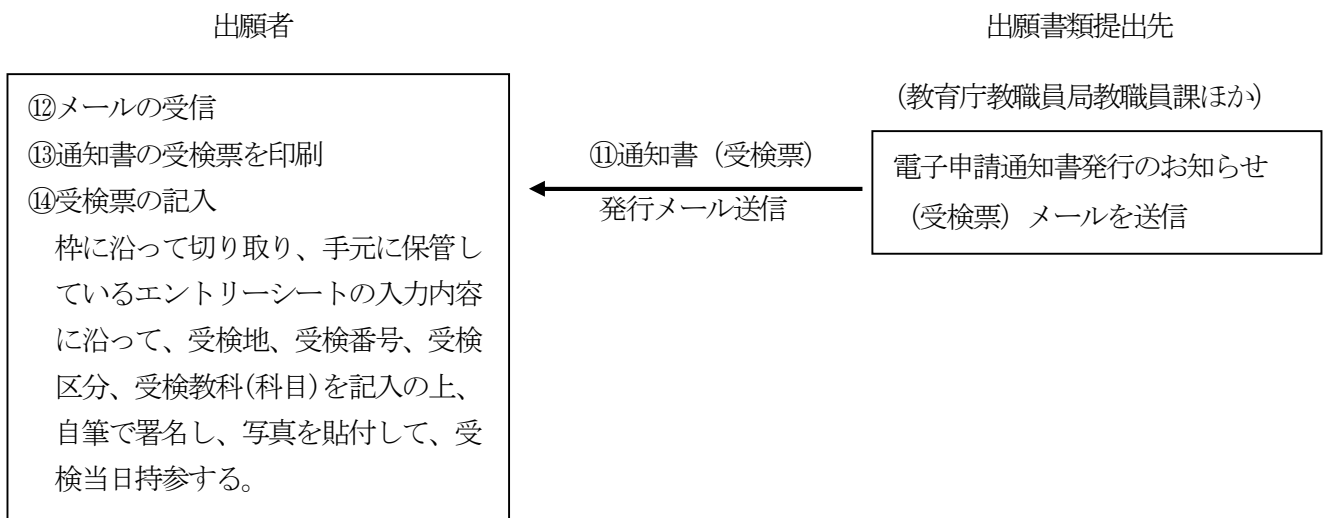 出願者
出願書類提出先
(教育庁教職員局教職員課ほか)
⑫メールの受信
⑬通知書の受検票を印刷
⑭受検票の記入
枠に沿って切り取り、手元に保管し
ているエントリーシートの入力内容
に沿って、受検地、受検番号、受検
区分、受検教科(科目)を記入の上、
自筆で署名し、写真を貼付して、受
検当日持参する。
⑪通知書（受検票）
発行メール送信
電子申請通知書発行のお知らせ
（受検票）メールを送信